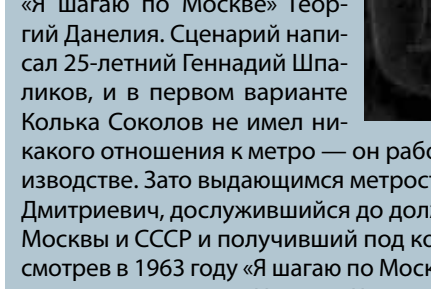 «Я шагаю по Москве» Геор-
гий Данелия. Сценарий напи-
сал 25-летний Геннадий Шпа-
ликов, и в первом варианте
Колька Соколов не имел ни-
какого отношения к метро — он рабо
изводстве. Зато выдающимся метрост
Дмитриевич, дослужившийся до дол
Москвы и СССР и получивший под ко
смотрев в 1963 году «Я шагаю по Моск